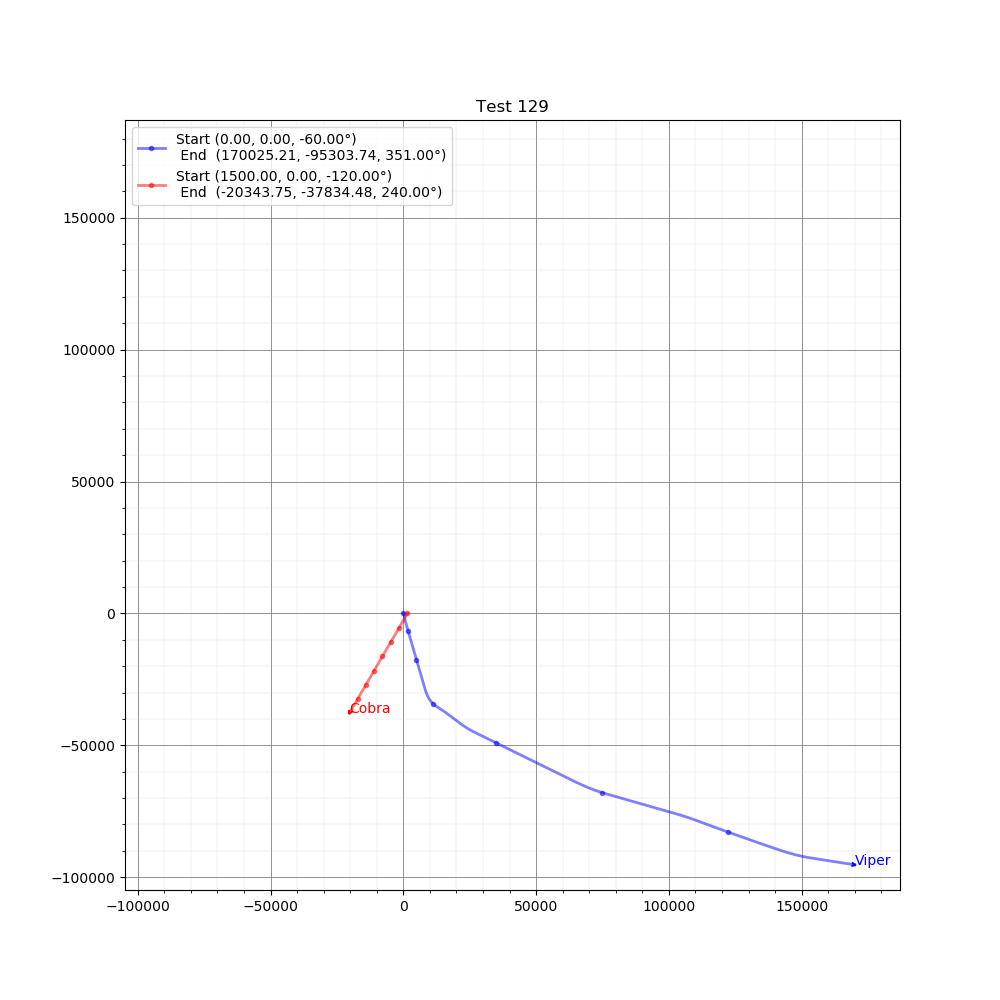 Test 129
Start (0.00, 0.00, -60.00°)
End (170025.21, -95303.74, 351.00°)
Start (1500.00, 0.00, -120.00°)
End (-20343.75, -37834.48, 240.00°)
150000
100000
50000
0
−50000
−100000
Cobra
Viper
−100000 −50000 0 50000 100000 150000